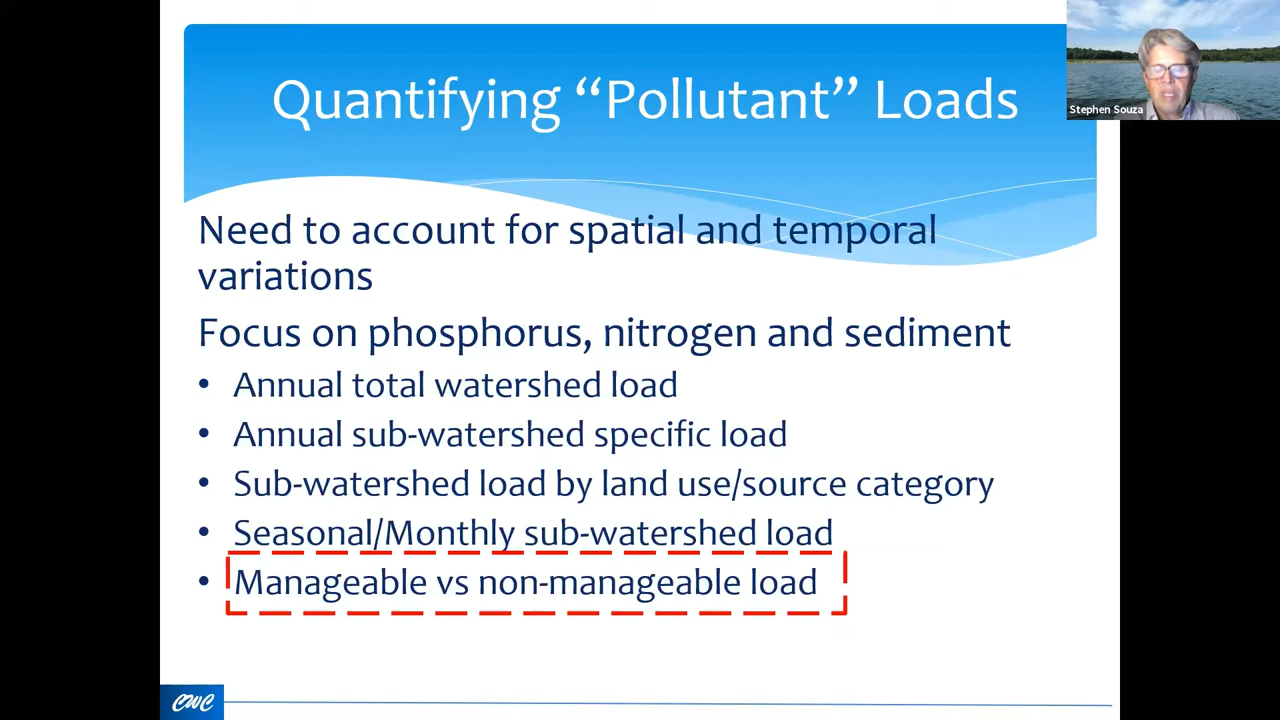 Quantifying “Pollutant” Loads
Stephen Souza
Need to account for spatial and temporal
variations
Focus on phosphorus, nitrogen and sediment
• Annual total watershed load
• Annual sub-watershed specific load
• Sub-watershed load by land use/source category
• Seasonal/Monthly sub-watershed load
• Manageable vs non-manageable load
CWC